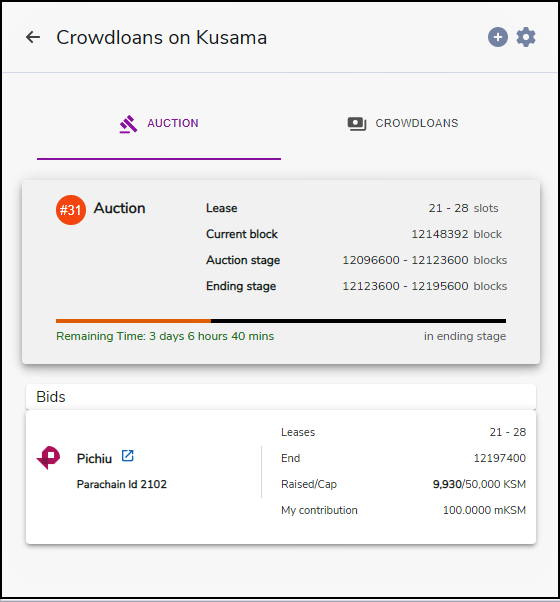 Crowdloans on Kusama
AUCTION
CROWDLOANS
#31
Auction
Lease 21 - 28 slots
Current block 12148392 block
Auction stage 12096600 - 12123600 blocks
Ending stage 12123600 - 12195600 blocks
Remaining Time: 3 days 6 hours 40 mins in ending stage
Bids
Leases 21 - 28
Pichiu End 12197400
Parachain Id 2102 Raised/Cap 9,930/50,000 KSM
My contribution 100.0000 mKSM